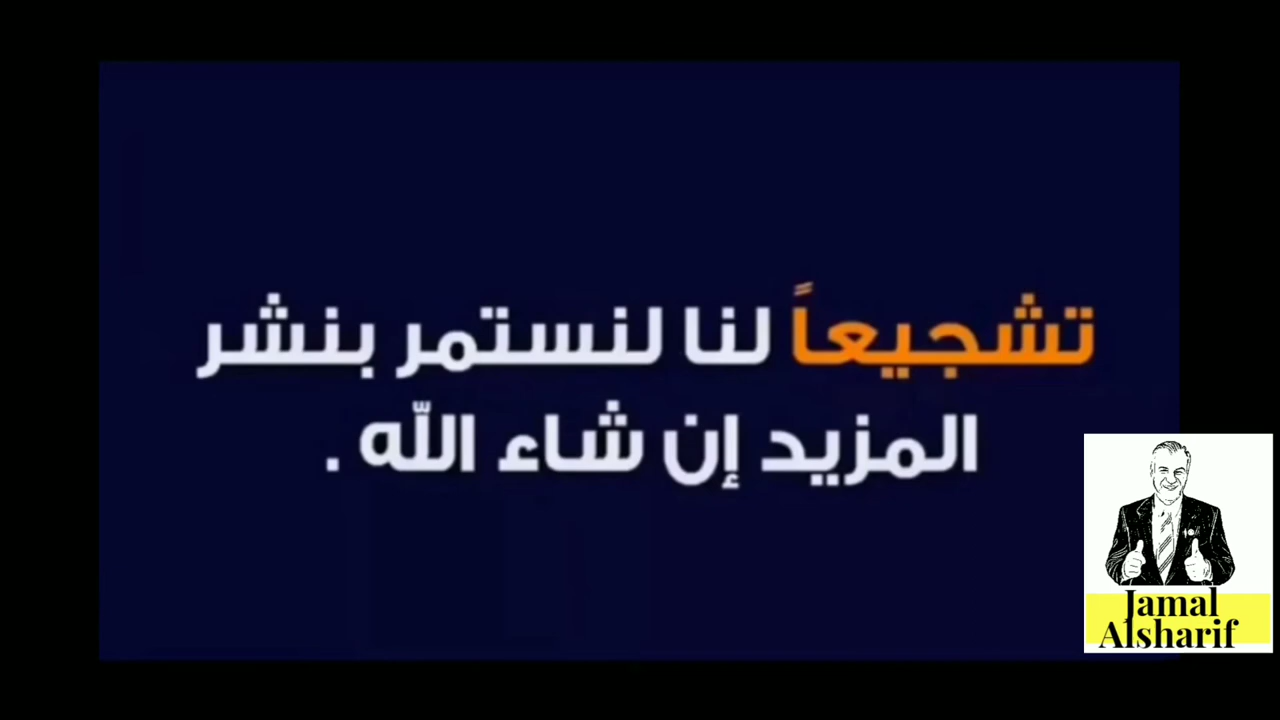 تشجيعاً لنا لنستمر بنشر
المزيد إن شاء الله .
Jamal
Alsharif